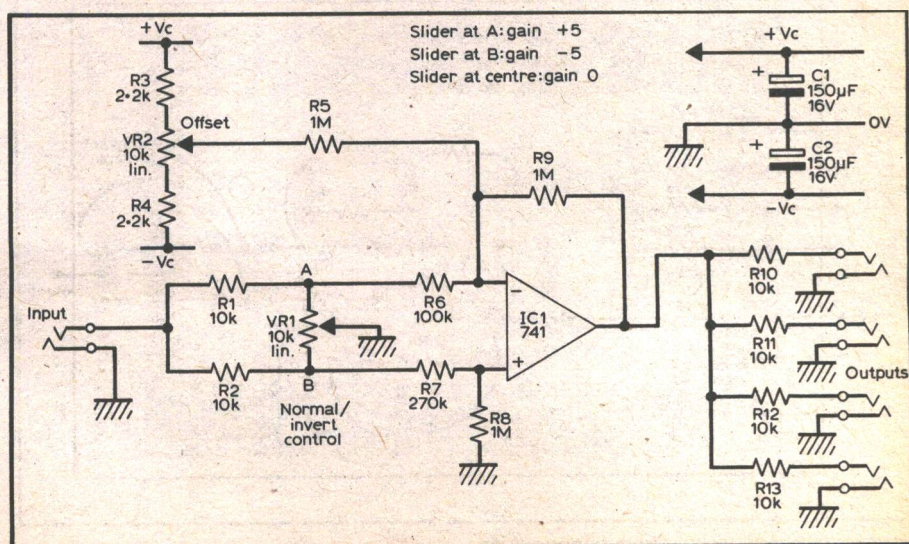 Slider at A: gain +5
Slider at B: gain −5
Slider at centre: gain 0
+Vc
R3
2·2k
VR2
10k
lin.
Offset
R4
2·2k
−Vc
R5
1M
R9
1M
+Vc
+
C1
150µF
16V
0V
+
C2
150µF
16V
−Vc
Input
R1
10k
A
VR1
10k
lin.
B
R2
10k
Normal/
invert
control
R6
100k
R7
270k
R8
1M
−
+
IC1
741
R10
10k
R11
10k
Outputs
R12
10k
R13
10k